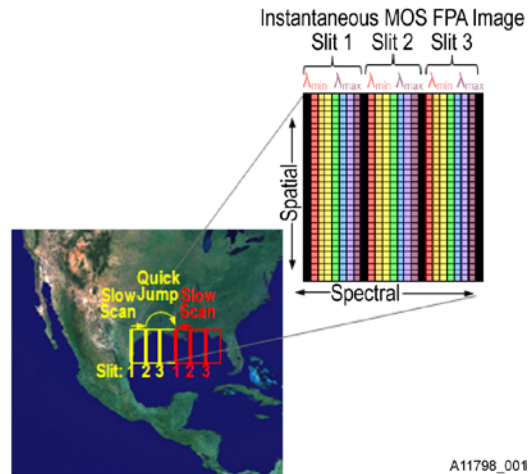 Instantaneous MOS FPA Image
Slit 1 Slit 2 Slit 3
λmin λmax λmin λmax λmin λmax
Spatial
Spectral
Quick
Jump
Slow Slow
Scan Scan
Slit: 1 2 3 1 2 3
A11798_001